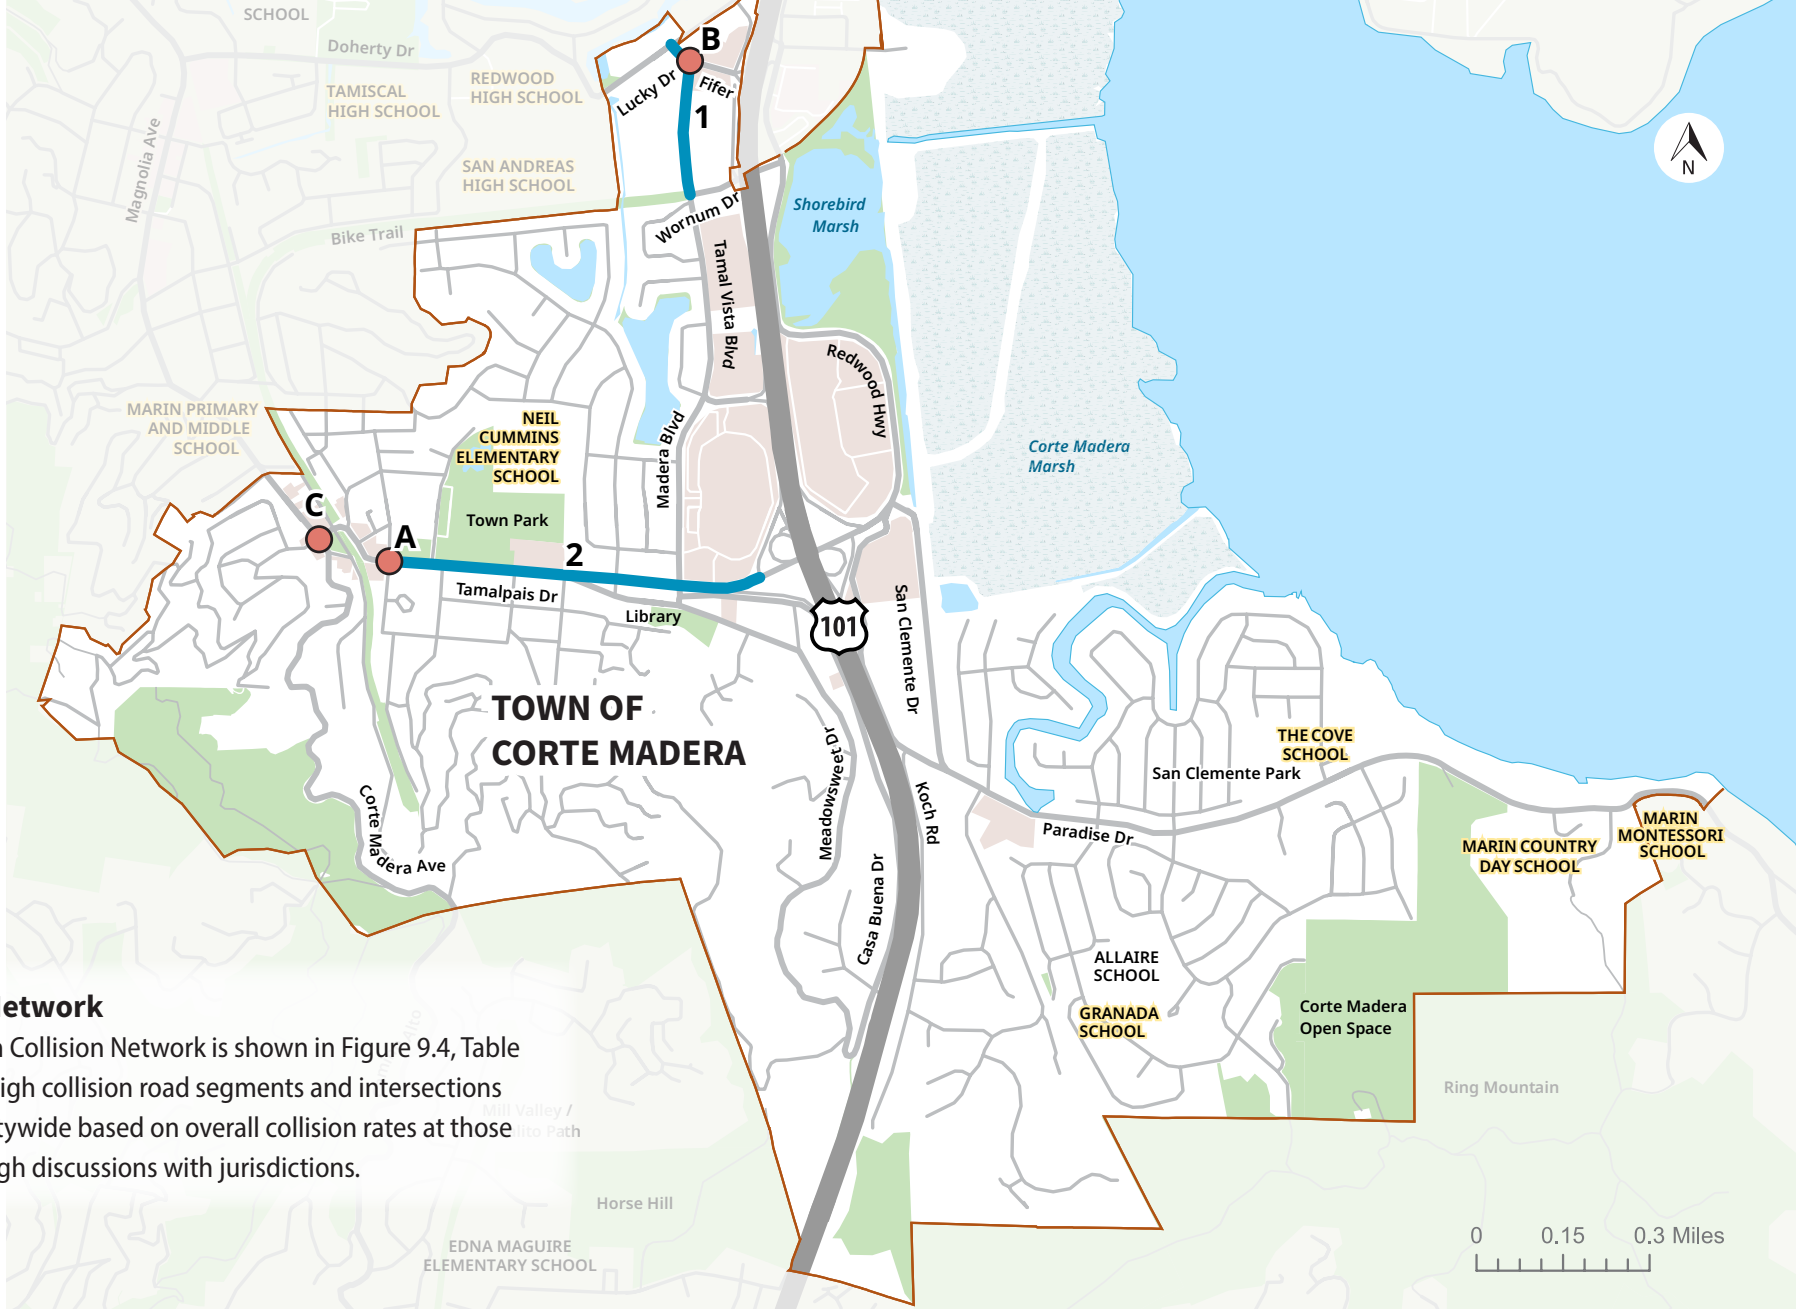 SCHOOL
Doherty Dr
REDWOOD
HIGH SCHOOL
TAMISCAL
HIGH SCHOOL
Magnolia Ave
SAN ANDREAS
HIGH SCHOOL
Bike Trail
B
Lucky Dr
Fifer
1
N
Wornum Dr
Shorebird
Marsh
Tamal Vista Blvd
Redwood Hwy
MARIN PRIMARY
AND MIDDLE
SCHOOL
NEIL
CUMMINS
ELEMENTARY
SCHOOL
Madera Blvd
Corte Madera
Marsh
C
A
Town Park
2
Tamalpais Dr
Library
101
San Clemente Dr
TOWN OF
CORTE MADERA
Meadowsweet Dr
THE COVE
SCHOOL
San Clemente Park
Corte Madera Ave
Koch Rd
Paradise Dr
MARIN
MONTESSORI
SCHOOL
MARIN COUNTRY
DAY SCHOOL
Casa Buena Dr
ALLAIRE
SCHOOL
GRANADA
SCHOOL
Corte Madera
Open Space
Ring Mountain
etwork
Collision Network is shown in Figure 9.4, Table
igh collision road segments and intersections
tywide based on overall collision rates at those
gh discussions with jurisdictions.
Mill Valley /
Path
Horse Hill
EDNA MAGUIRE
ELEMENTARY SCHOOL
0 0.15 0.3 Miles